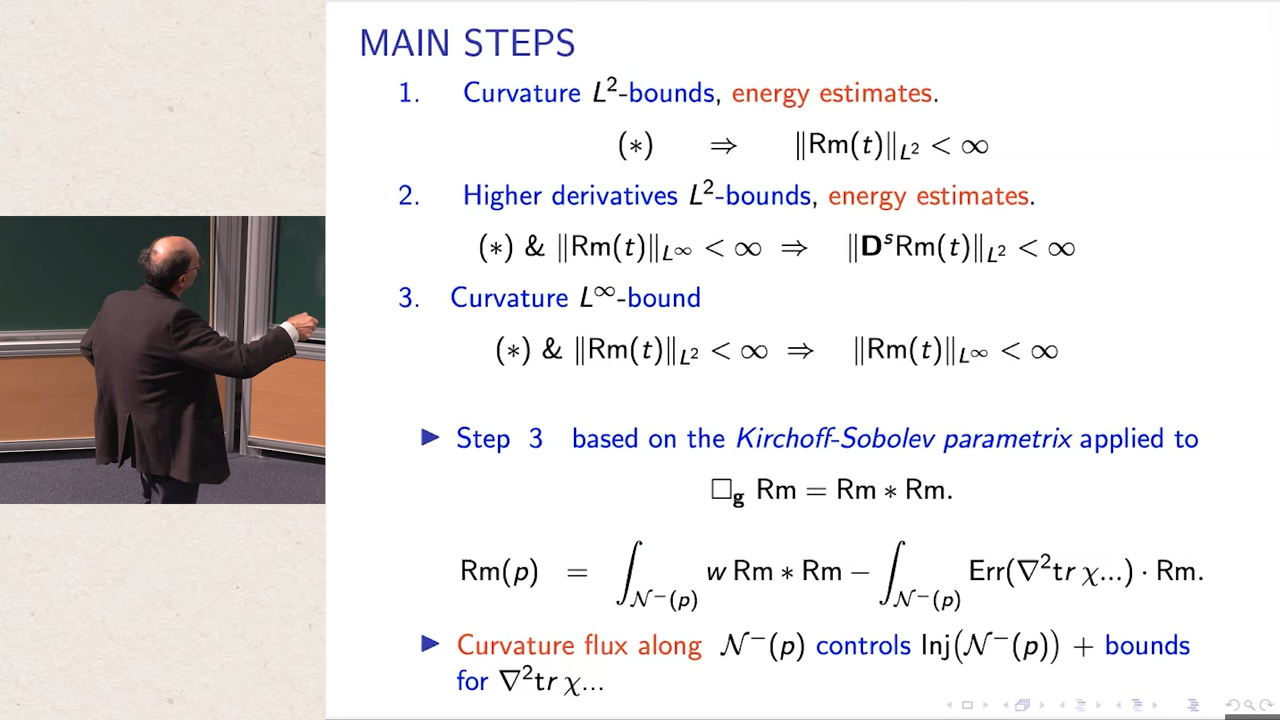 MAIN STEPS
1. Curvature L²-bounds, energy estimates.
(∗) ⇒ ‖Rm(t)‖_{L²} < ∞
2. Higher derivatives L²-bounds, energy estimates.
(∗) & ‖Rm(t)‖_{L^∞} < ∞ ⇒ ‖D^s Rm(t)‖_{L²} < ∞
3. Curvature L^∞-bound
(∗) & ‖Rm(t)‖_{L²} < ∞ ⇒ ‖Rm(t)‖_{L^∞} < ∞
▶ Step 3 based on the Kirchoff-Sobolev parametrix applied to
□_g Rm = Rm ∗ Rm.
Rm(p) = ∫_{𝒩⁻(p)} w Rm ∗ Rm − ∫_{𝒩⁻(p)} Err(∇²tr χ...) · Rm.
▶ Curvature flux along 𝒩⁻(p) controls Inj(𝒩⁻(p)) + bounds
for ∇²tr χ...